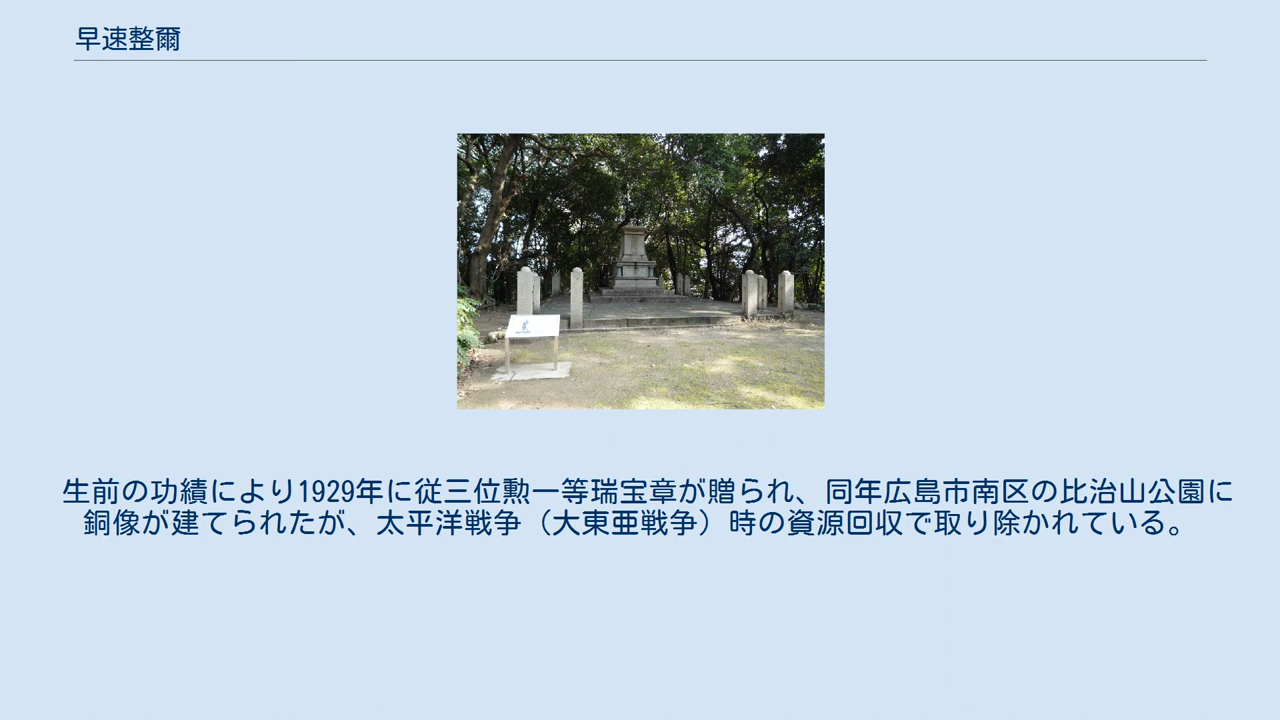 早速整爾
生前の功績により1929年に従三位勲一等瑞宝章が贈られ、同年広島市南区の比治山公園に
銅像が建てられたが、太平洋戦争（大東亜戦争）時の資源回収で取り除かれている。